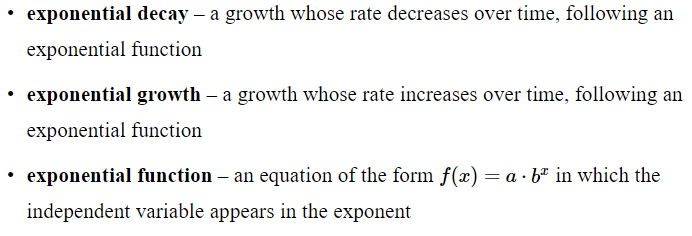 • exponential decay – a growth whose rate decreases over time, following an
exponential function
• exponential growth – a growth whose rate increases over time, following an
exponential function
• exponential function – an equation of the form f(x) = a · bˣ in which the
independent variable appears in the exponent